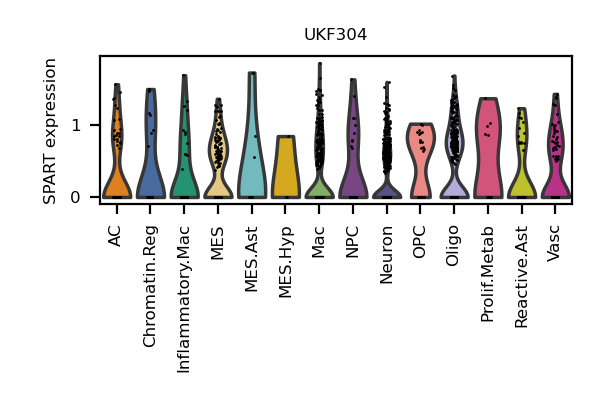 UKF304
SPART expression
1
0
AC
Chromatin.Reg
Inflammatory.Mac
MES
MES.Ast
MES.Hyp
Mac
NPC
Neuron
OPC
Oligo
Prolif.Metab
Reactive.Ast
Vasc